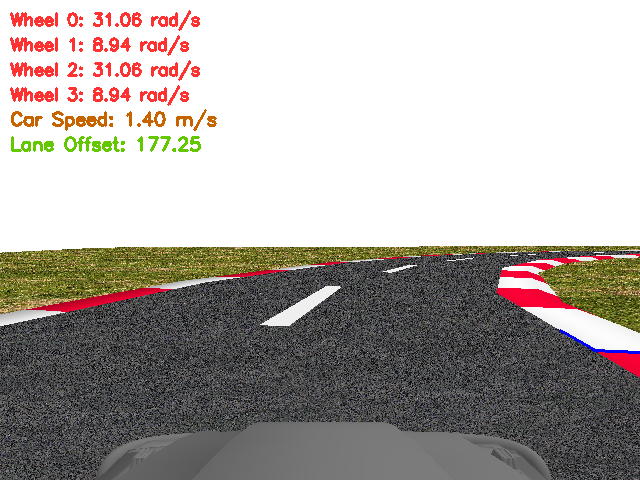 Wheel 0: 31.06 rad/s
Wheel 1: 8.94 rad/s
Wheel 2: 31.06 rad/s
Wheel 3: 8.94 rad/s
Car Speed: 1.40 m/s
Lane Offset: 177.25